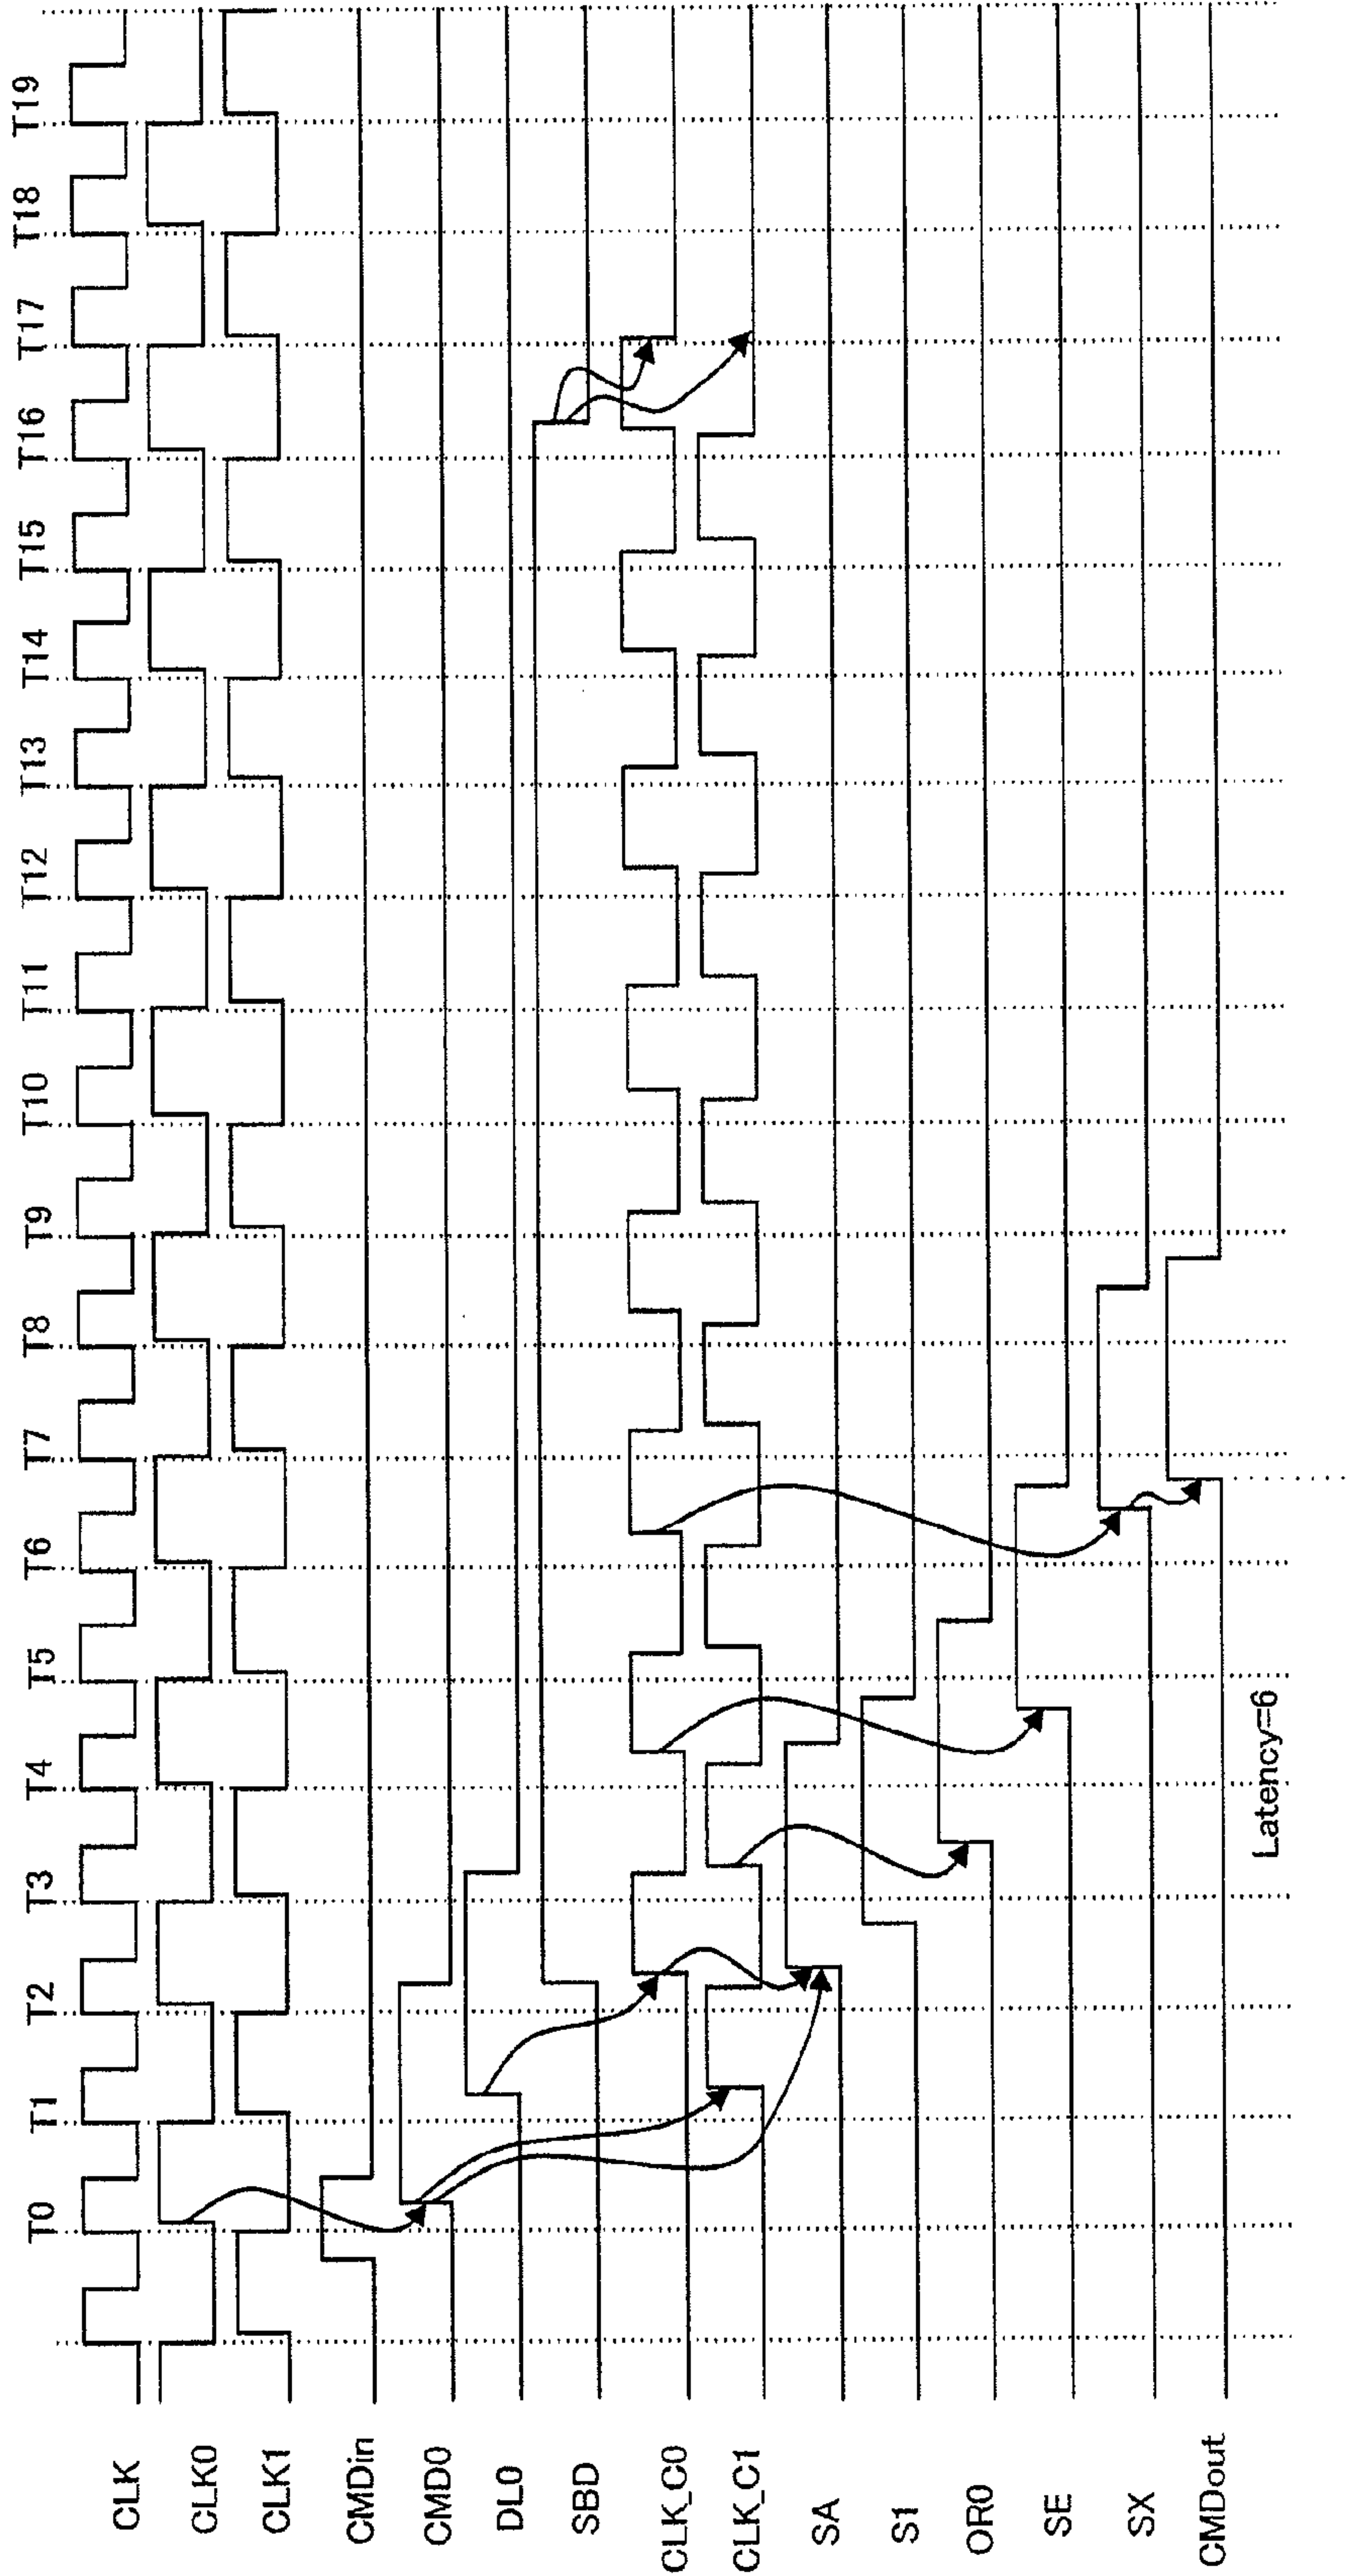 T0 T1 T2 T3 T4 T5 T6 T7 T8 T9 T10 T11 T12 T13 T14 T15 T16 T17 T18 T19
CLK
CLK0
CLK1
CMDin
CMD0
DL0
SBD
CLK_C0
CLK_C1
SA
S1
OR0
SE
SX
CMDout
Latency=6